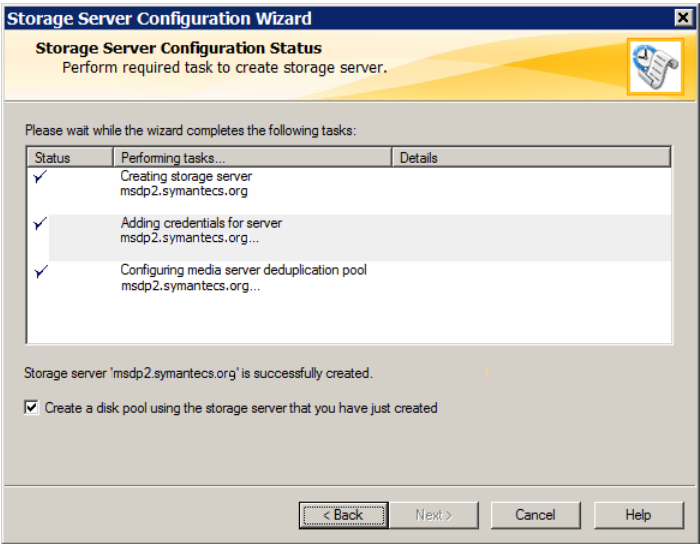 Storage Server Configuration Wizard
Storage Server Configuration Status
Perform required task to create storage server.
Please wait while the wizard completes the following tasks:
Status Performing tasks... Details
Creating storage server
msdp2.symantecs.org
Adding credentials for server
msdp2.symantecs.org...
Configuring media server deduplication pool
msdp2.symantecs.org...
Storage server 'msdp2.symantecs.org' is successfully created.
Create a disk pool using the storage server that you have just created
< Back Next > Cancel Help